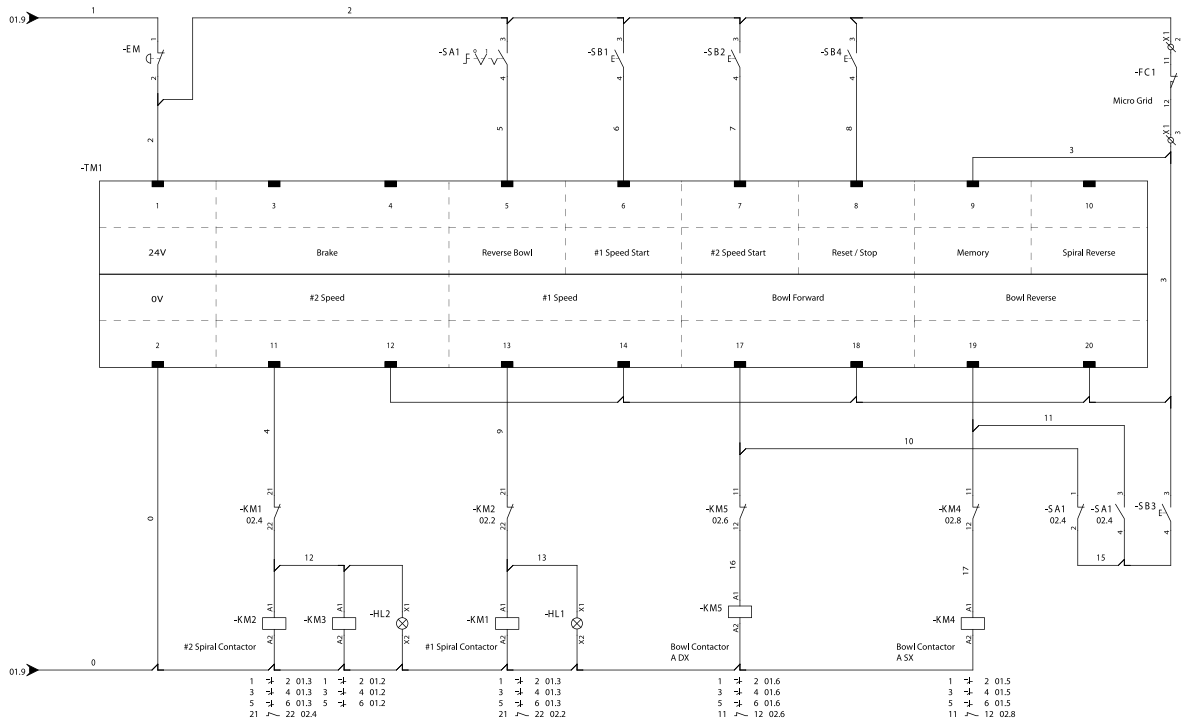 01.9
1
2
-EM
1
2
2
-SA1
3
4
5
-SB1
3
4
6
-SB2
3
4
7
-SB4
3
4
8
X1
2
11
-FC1
12
Micro Grid
X1
3
3
3
-TM1
1 3 4 5 6 7 8 9 10
24V Brake Reverse Bowl #1 Speed Start #2 Speed Start Reset / Stop Memory Spiral Reverse
0V #2 Speed #1 Speed Bowl Forward Bowl Reverse
2 11 12 13 14 17 18 19 20
0
4
9
10
11
21
-KM1
02.4
22
21
-KM2
02.2
22
11
-KM5
02.6
12
11
-KM4
02.8
12
1
-SA1
02.4
2
3
-SA1
02.4
4
3
-SB3
4
15
12
13
16
17
A1
-KM2
A2
A1
-KM3
A2
X1
-HL2
X2
A1
-KM1
A2
X1
-HL1
X2
A1
-KM5
A2
A1
-KM4
A2
#2 Spiral Contactor
#1 Spiral Contactor
Bowl Contactor
A DX
Bowl Contactor
A SX
01.9
0
1 2 01.3
3 4 01.3
5 6 01.3
21 22 02.4
1 2 01.2
3 4 01.2
5 6 01.2
1 2 01.3
3 4 01.3
5 6 01.3
21 22 02.2
1 2 01.6
3 4 01.6
5 6 01.6
11 12 02.6
1 2 01.5
3 4 01.5
5 6 01.5
11 12 02.8